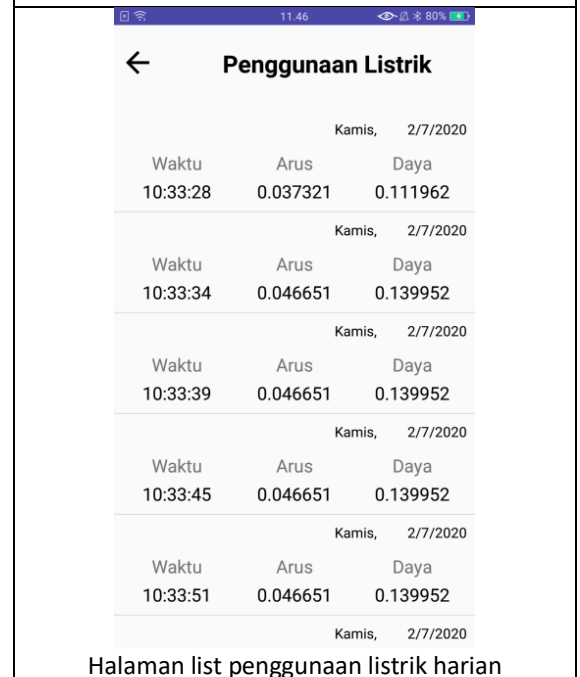 11.46 80%
Penggunaan Listrik
Kamis, 2/7/2020
Waktu Arus Daya
10:33:28 0.037321 0.111962
Kamis, 2/7/2020
Waktu Arus Daya
10:33:34 0.046651 0.139952
Kamis, 2/7/2020
Waktu Arus Daya
10:33:39 0.046651 0.139952
Kamis, 2/7/2020
Waktu Arus Daya
10:33:45 0.046651 0.139952
Kamis, 2/7/2020
Waktu Arus Daya
10:33:51 0.046651 0.139952
Kamis, 2/7/2020
Halaman list penggunaan listrik harian